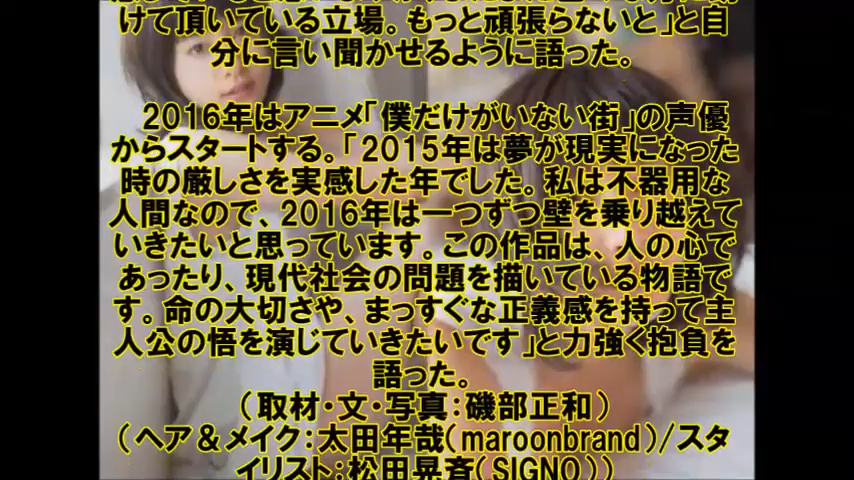 けて頂いている立場。もっと頑張らないと」と自
分に言い聞かせるように語った。
2016年はアニメ「僕だけがいない街」の声優
からスタートする。「2015年は夢が現実になった
時の厳しさを実感した年でした。私は不器用な
人間なので、2016年は一つずつ壁を乗り越えて
いきたいと思っています。この作品は、人の心で
あったり、現代社会の問題を描いている物語で
す。命の大切さや、まっすぐな正義感を持って主
人公の悟を演じていきたいです」と力強く抱負を
語った。
(取材・文・写真:磯部正和)
(ヘア&メイク:太田年哉(maroonbrand)/スタ
イリスト:松田晃斉(SIGNO))